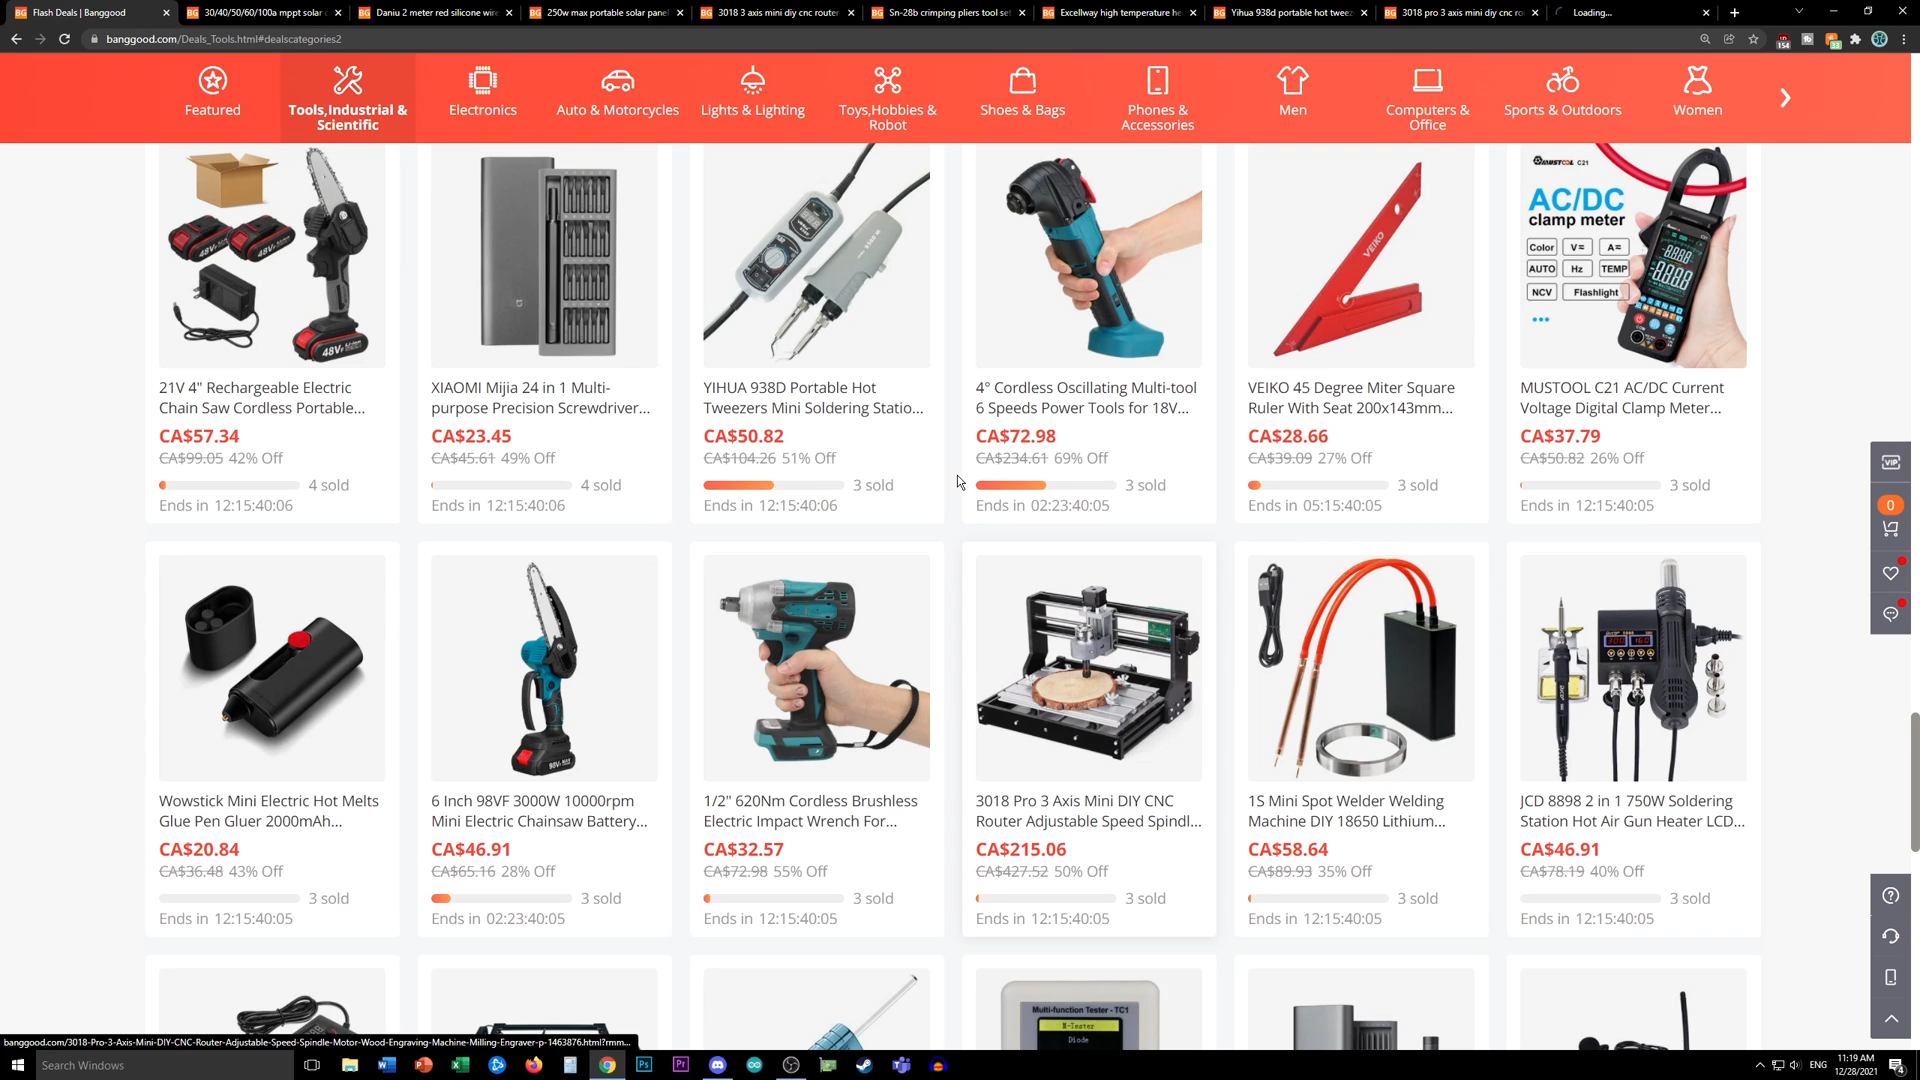 Flash Deals | Banggood
30/40/50/60/100a mppt solar c
Daniu 2 meter red silicone wire
250w max portable solar panel
3018 3 axis mini diy cnc router
Sn-28b crimping pliers tool set
Excellway high temperature he
Yihua 938d portable hot tweez
3018 pro 3 axis mini diy cnc ro
Loading...
banggood.com/Deals_Tools.html#dealscategories2
154
33
Featured
Tools,Industrial &
Scientific
Electronics
Auto & Motorcycles
Lights & Lighting
Toys,Hobbies &
Robot
Shoes & Bags
Phones &
Accessories
Men
Computers &
Office
Sports & Outdoors
Women
48V
48VF
VEIKO
MUSTOOL C21
AC/DC
clamp meter
Color
V=
A=
AUTO
Hz
TEMP
NCV
Flashlight
21V 4" Rechargeable Electric
Chain Saw Cordless Portable...
CA$57.34
CA$99.05 42% Off
4 sold
Ends in 12:15:40:06
XIAOMI Mijia 24 in 1 Multi-
purpose Precision Screwdriver...
CA$23.45
CA$45.61 49% Off
4 sold
Ends in 12:15:40:06
YIHUA 938D Portable Hot
Tweezers Mini Soldering Statio...
CA$50.82
CA$104.26 51% Off
3 sold
Ends in 12:15:40:06
4° Cordless Oscillating Multi-tool
6 Speeds Power Tools for 18V...
CA$72.98
CA$234.61 69% Off
3 sold
Ends in 02:23:40:05
VEIKO 45 Degree Miter Square
Ruler With Seat 200x143mm...
CA$28.66
CA$39.09 27% Off
3 sold
Ends in 05:15:40:05
MUSTOOL C21 AC/DC Current
Voltage Digital Clamp Meter...
CA$37.79
CA$50.82 26% Off
3 sold
Ends in 12:15:40:05
VIP
0
Wowstick Mini Electric Hot Melts
Glue Pen Gluer 2000mAh...
CA$20.84
CA$36.48 43% Off
3 sold
Ends in 12:15:40:05
6 Inch 98VF 3000W 10000rpm
Mini Electric Chainsaw Battery...
CA$46.91
CA$65.16 28% Off
3 sold
Ends in 02:23:40:05
1/2" 620Nm Cordless Brushless
Electric Impact Wrench For...
CA$32.57
CA$72.98 55% Off
3 sold
Ends in 12:15:40:05
3018 Pro 3 Axis Mini DIY CNC
Router Adjustable Speed Spindl...
CA$215.06
CA$427.52 50% Off
3 sold
Ends in 12:15:40:05
1S Mini Spot Welder Welding
Machine DIY 18650 Lithium...
CA$58.64
CA$89.93 35% Off
3 sold
Ends in 12:15:40:05
JCD 8898 2 in 1 750W Soldering
Station Hot Air Gun Heater LCD...
CA$46.91
CA$78.19 40% Off
3 sold
Ends in 12:15:40:05
Multi-function Tester - TC1
Diode
banggood.com/3018-Pro-3-Axis-Mini-DIY-CNC-Router-Adjustable-Speed-Spindle-Motor-Wood-Engraving-Machine-Milling-Engraver-p-1463876.html?rmm...
Search Windows
ENG
11:19 AM
12/28/2021